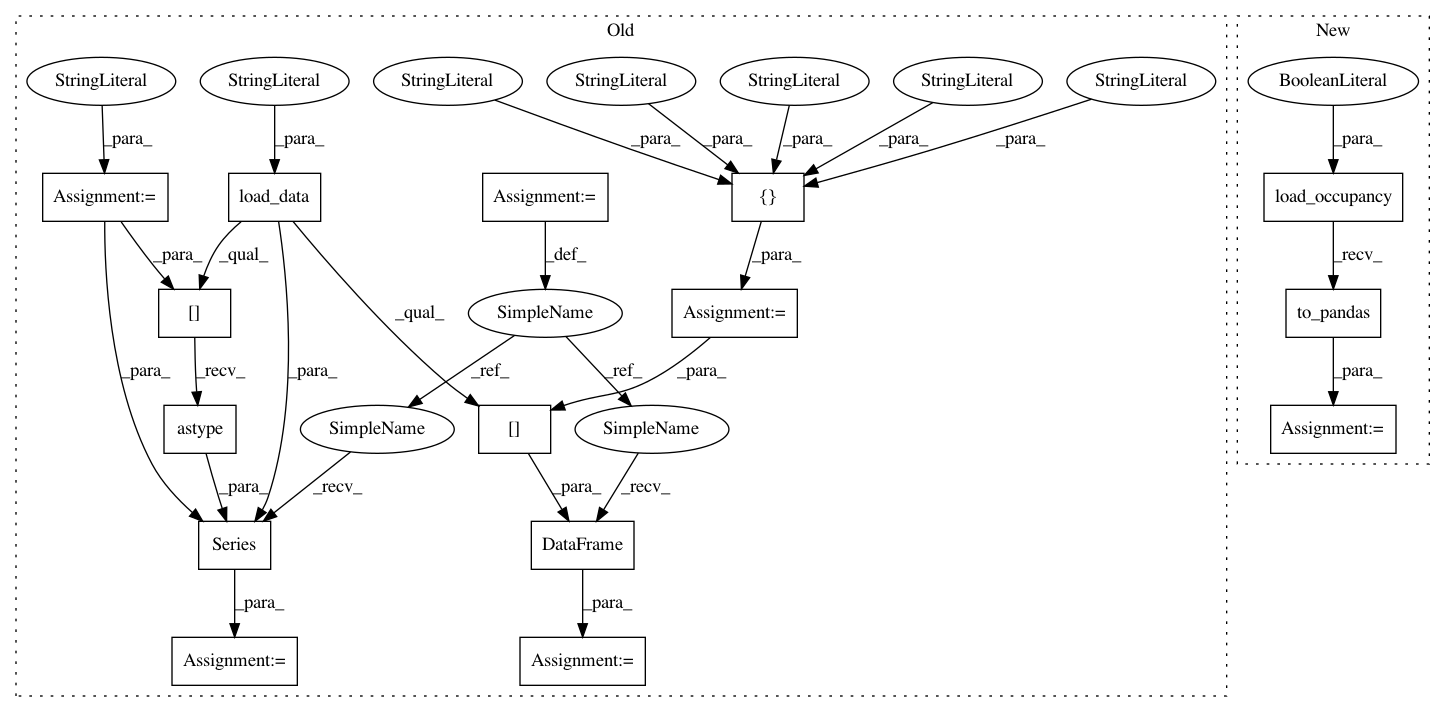 Old
New
StringLiteral
StringLiteral
StringLiteral
StringLiteral
StringLiteral
StringLiteral
StringLiteral
BooleanLiteral
_para_
_para_
_para_
_para_
_para_
_para_
_para_
_para_
Assignment:=
load_data
Assignment:=
{}
load_occupancy
_para_
_qual_
_def_
_para_
_recv_
[]
_qual_
SimpleName
Assignment:=
to_pandas
_para_
_recv_
_para_
_ref_
_ref_
_para_
_para_
astype
SimpleName
[]
SimpleName
Assignment:=
_para_
_recv_
_para_
_recv_
Series
DataFrame
_para_
_para_
Assignment:=
Assignment:=